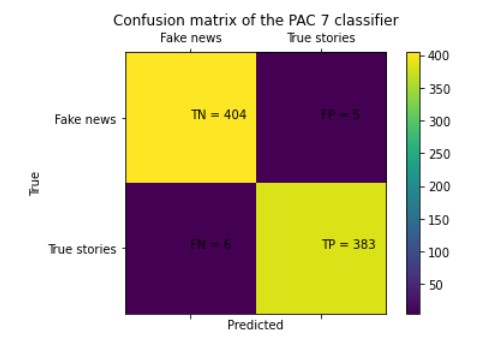 Confusion matrix of the PAC 7 classifier
Fake news True stories
Fake news
TN = 404
FP = 5
True
True stories
FN = 6
TP = 383
Predicted
400
350
300
250
200
150
100
50